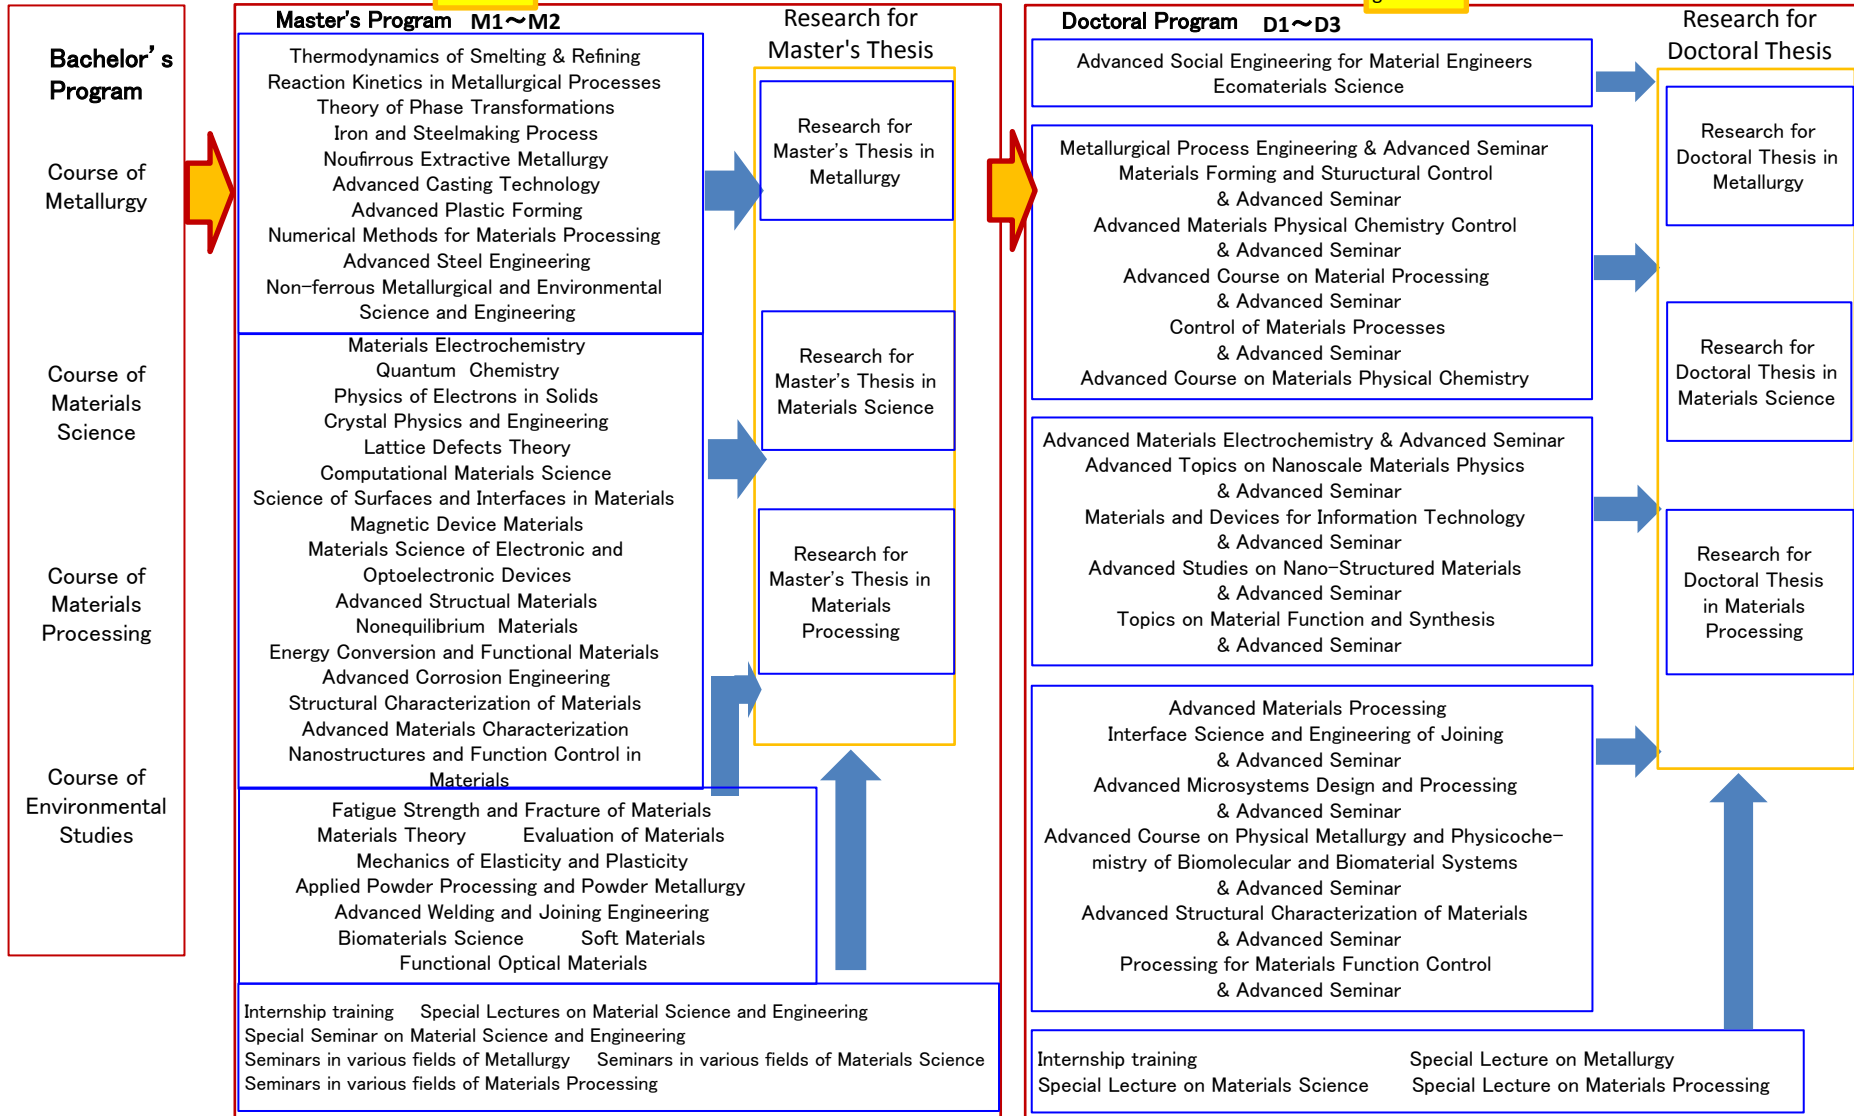 Bachelor's
Program
Course of
Metallurgy
Course of
Materials
Science
Course of
Materials
Processing
Course of
Environmental
Studies
Master's Program M1～M2
Thermodynamics of Smelting & Refining
Reaction Kinetics in Metallurgical Processes
Theory of Phase Transformations
Iron and Steelmaking Process
Noufirrous Extractive Metallurgy
Advanced Casting Technology
Advanced Plastic Forming
Numerical Methods for Materials Processing
Advanced Steel Engineering
Non-ferrous Metallurgical and Environmental
Science and Engineering
Materials Electrochemistry
Quantum Chemistry
Physics of Electrons in Solids
Crystal Physics and Engineering
Lattice Defects Theory
Computational Materials Science
Science of Surfaces and Interfaces in Materials
Magnetic Device Materials
Materials Science of Electronic and
Optoelectronic Devices
Advanced Structual Materials
Nonequilibrium Materials
Energy Conversion and Functional Materials
Advanced Corrosion Engineering
Structural Characterization of Materials
Advanced Materials Characterization
Nanostructures and Function Control in
Materials
Fatigue Strength and Fracture of Materials
Materials Theory Evaluation of Materials
Mechanics of Elasticity and Plasticity
Applied Powder Processing and Powder Metallurgy
Advanced Welding and Joining Engineering
Biomaterials Science Soft Materials
Functional Optical Materials
Internship training Special Lectures on Material Science and Engineering
Special Seminar on Material Science and Engineering
Seminars in various fields of Metallurgy Seminars in various fields of Materials Science
Seminars in various fields of Materials Processing
Research for
Master's Thesis
Research for
Master's Thesis in
Metallurgy
Research for
Master's Thesis in
Materials Science
Research for
Master's Thesis in
Materials
Processing
Doctoral Program D1～D3
Advanced Social Engineering for Material Engineers
Ecomaterials Science
Metallurgical Process Engineering & Advanced Seminar
Materials Forming and Stuructural Control
& Advanced Seminar
Advanced Materials Physical Chemistry Control
& Advanced Seminar
Advanced Course on Material Processing
& Advanced Seminar
Control of Materials Processes
& Advanced Seminar
Advanced Course on Materials Physical Chemistry
Advanced Materials Electrochemistry & Advanced Seminar
Advanced Topics on Nanoscale Materials Physics
& Advanced Seminar
Materials and Devices for Information Technology
& Advanced Seminar
Advanced Studies on Nano-Structured Materials
& Advanced Seminar
Topics on Material Function and Synthesis
& Advanced Seminar
Advanced Materials Processing
Interface Science and Engineering of Joining
& Advanced Seminar
Advanced Microsystems Design and Processing
& Advanced Seminar
Advanced Course on Physical Metallurgy and Physicoche-
mistry of Biomolecular and Biomaterial Systems
& Advanced Seminar
Advanced Structural Characterization of Materials
& Advanced Seminar
Processing for Materials Function Control
& Advanced Seminar
Internship training Special Lecture on Metallurgy
Special Lecture on Materials Science Special Lecture on Materials Processing
Research for
Doctoral Thesis
Research for
Doctoral Thesis in
Metallurgy
Research for
Doctoral Thesis in
Materials Science
Research for
Doctoral Thesis
in Materials
Processing